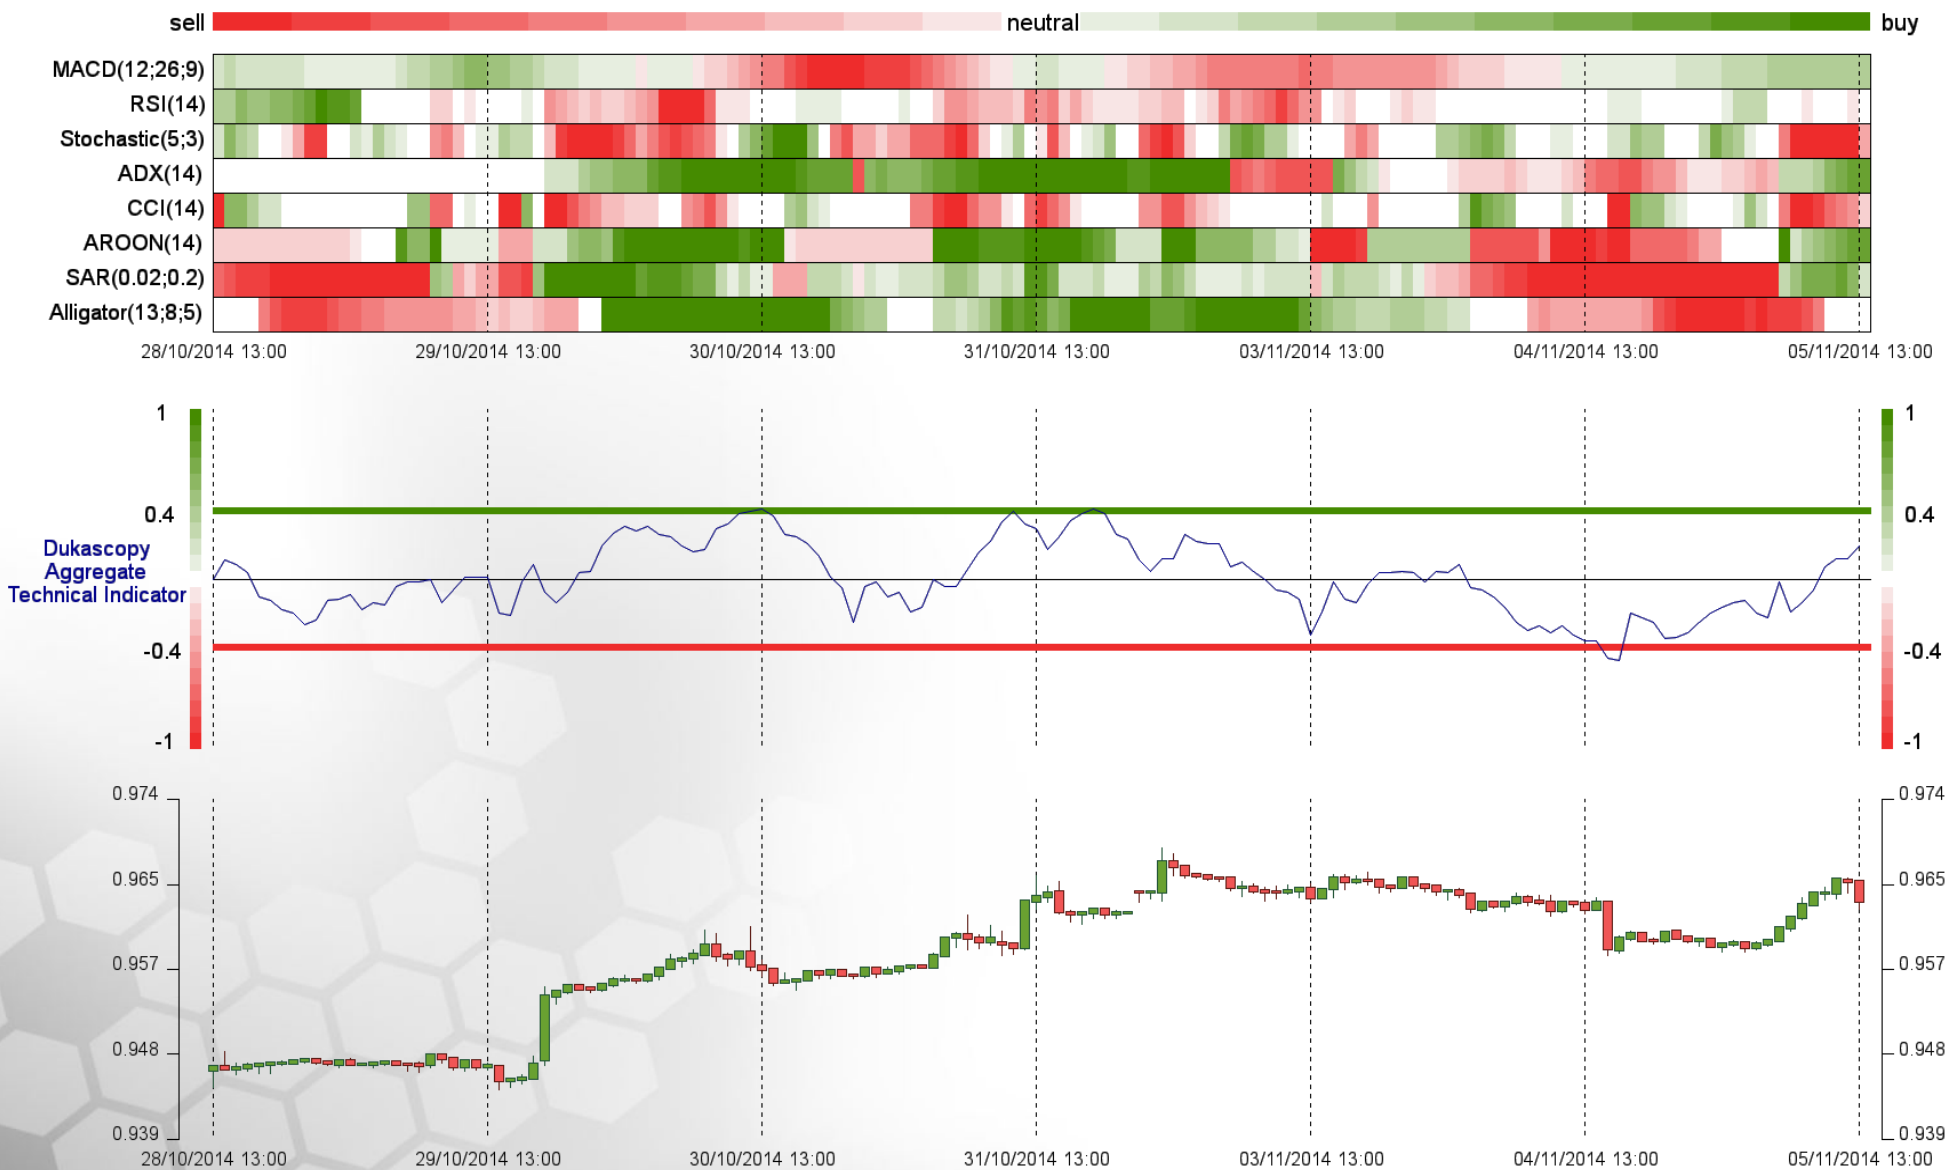 sell neutral buy
MACD(12;26;9)
RSI(14)
Stochastic(5;3)
ADX(14)
CCI(14)
AROON(14)
SAR(0.02;0.2)
Alligator(13;8;5)
28/10/2014 13:00 29/10/2014 13:00 30/10/2014 13:00 31/10/2014 13:00 03/11/2014 13:00 04/11/2014 13:00 05/11/2014 13:00
1 1
0.4 0.4
Dukascopy
Aggregate
Technical Indicator
-0.4 -0.4
-1 -1
0.974 0.974
0.965 0.965
0.957 0.957
0.948 0.948
0.939 0.939
28/10/2014 13:00 29/10/2014 13:00 30/10/2014 13:00 31/10/2014 13:00 03/11/2014 13:00 04/11/2014 13:00 05/11/2014 13:00